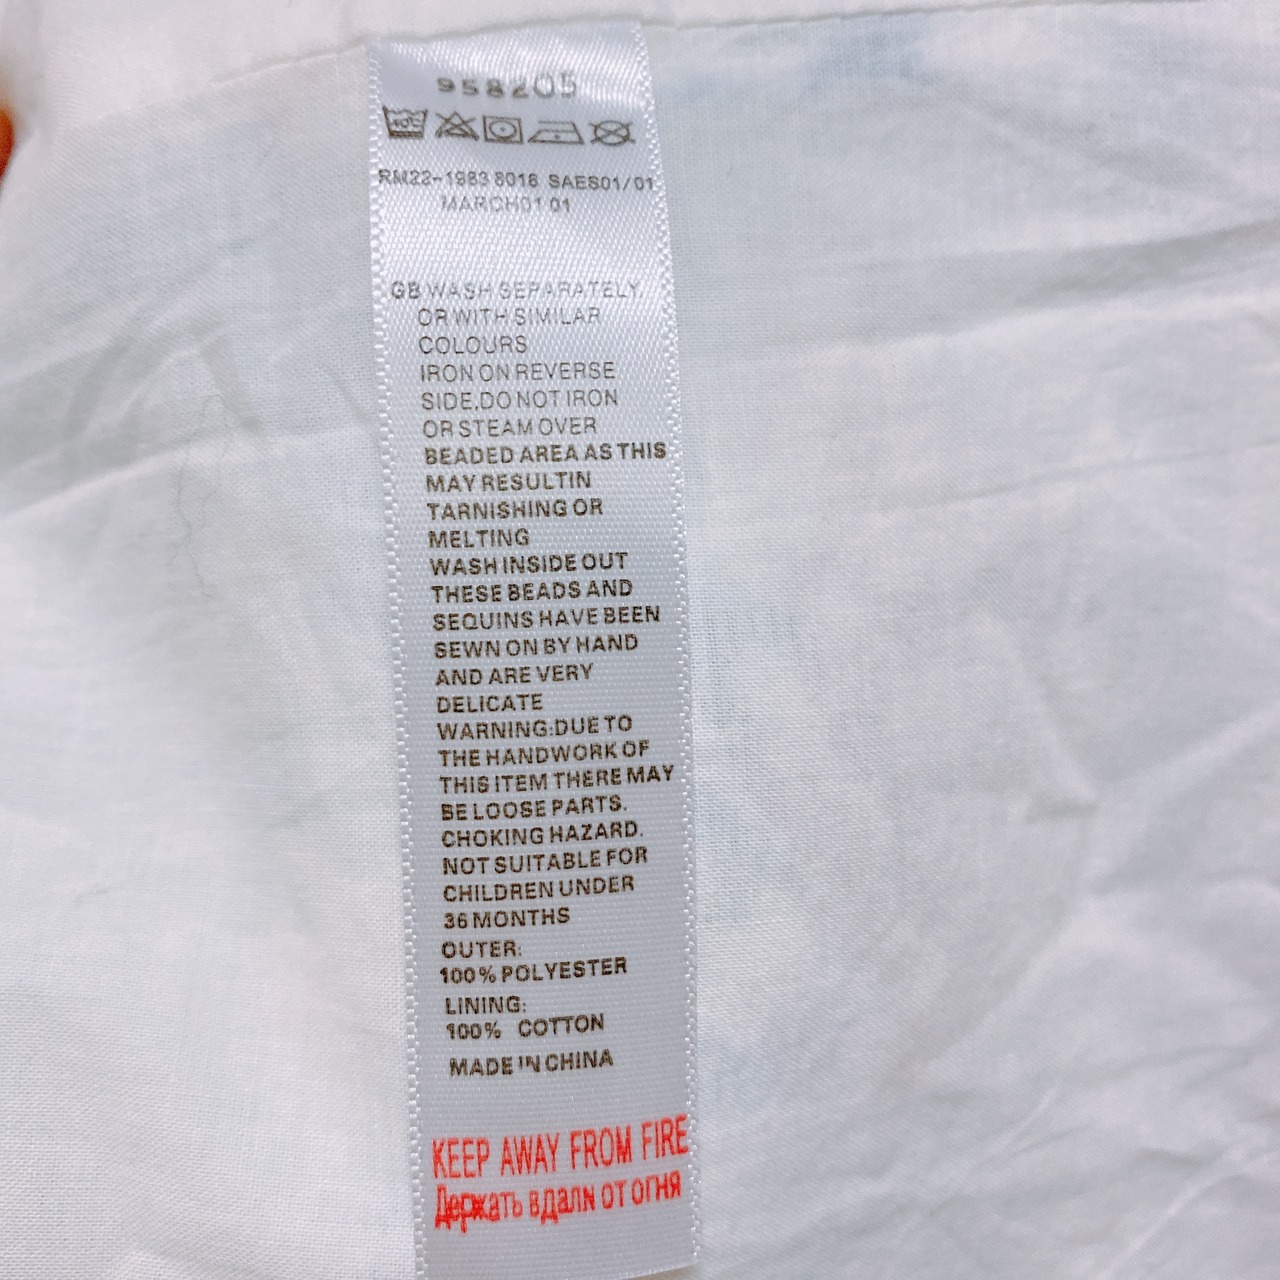 958205
40°C
RM22-1983 8018 SAES01/01
MARCH01 01
GB WASH SEPARATELY
OR WITH SIMILAR
COLOURS
IRON ON REVERSE
SIDE,DO NOT IRON
OR STEAM OVER
BEADED AREA AS THIS
MAY RESULTIN
TARNISHING OR
MELTING
WASH INSIDE OUT
THESE BEADS AND
SEQUINS HAVE BEEN
SEWN ON BY HAND
AND ARE VERY
DELICATE
WARNING:DUE TO
THE HANDWORK OF
THIS ITEM THERE MAY
BE LOOSE PARTS.
CHOKING HAZARD.
NOT SUITABLE FOR
CHILDREN UNDER
36 MONTHS
OUTER:
100% POLYESTER
LINING:
100% COTTON
MADE IN CHINA
KEEP AWAY FROM FIRE
Держать вдалN от огня